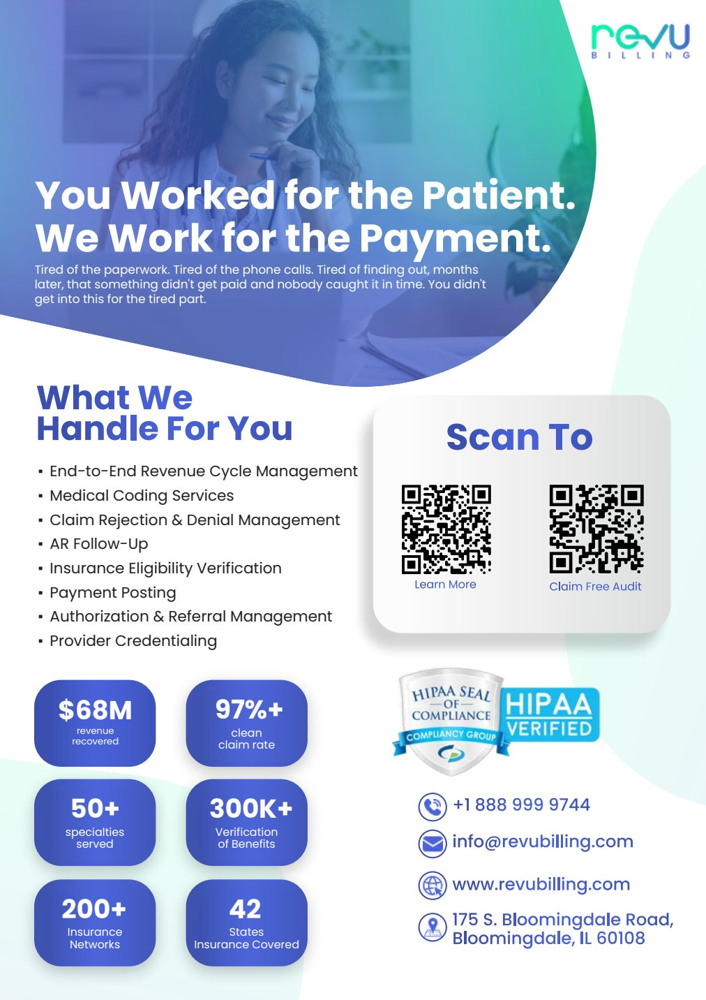 revu
BILLING
You Worked for the Patient.
We Work for the Payment.
Tired of the paperwork. Tired of the phone calls. Tired of finding out, months
later, that something didn't get paid and nobody caught it in time. You didn't
get into this for the tired part.
What We
Handle For You
▪ End-to-End Revenue Cycle Management
▪ Medical Coding Services
▪ Claim Rejection & Denial Management
▪ AR Follow-Up
▪ Insurance Eligibility Verification
▪ Payment Posting
▪ Authorization & Referral Management
▪ Provider Credentialing
Scan To
Learn More
Claim Free Audit
$68M
revenue
recovered
97%+
clean
claim rate
50+
specialties
served
300K+
Verification
of Benefits
200+
Insurance
Networks
42
States
Insurance Covered
HIPAA SEAL
OF
COMPLIANCE
COMPLIANCY GROUP
HIPAA
VERIFIED
+1 888 999 9744
info@revubilling.com
www.revubilling.com
175 S. Bloomingdale Road,
Bloomingdale, IL 60108